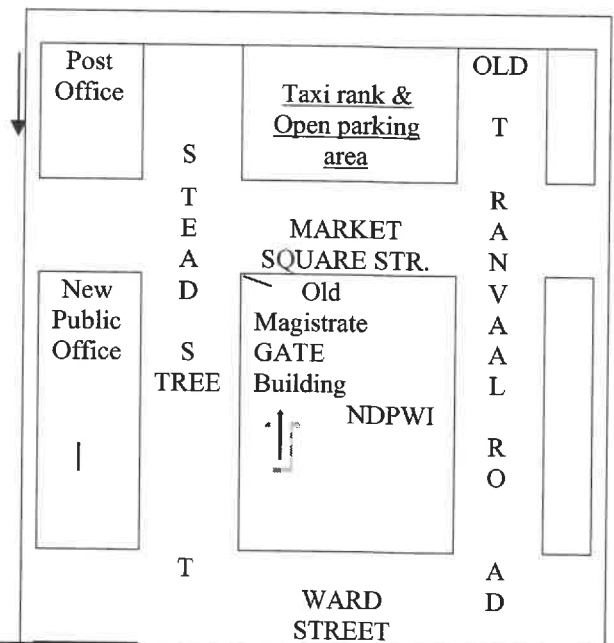 Post
Office
Taxi rank &
Open parking
area
OLD
T
R
A
N
V
A
A
L
R
O
A
D
S
T
E
A
D
S
TREE
T
MARKET
SQUARE STR.
New
Public
Office
Old
Magistrate
GATE
Building
NDPWI
WARD
STREET